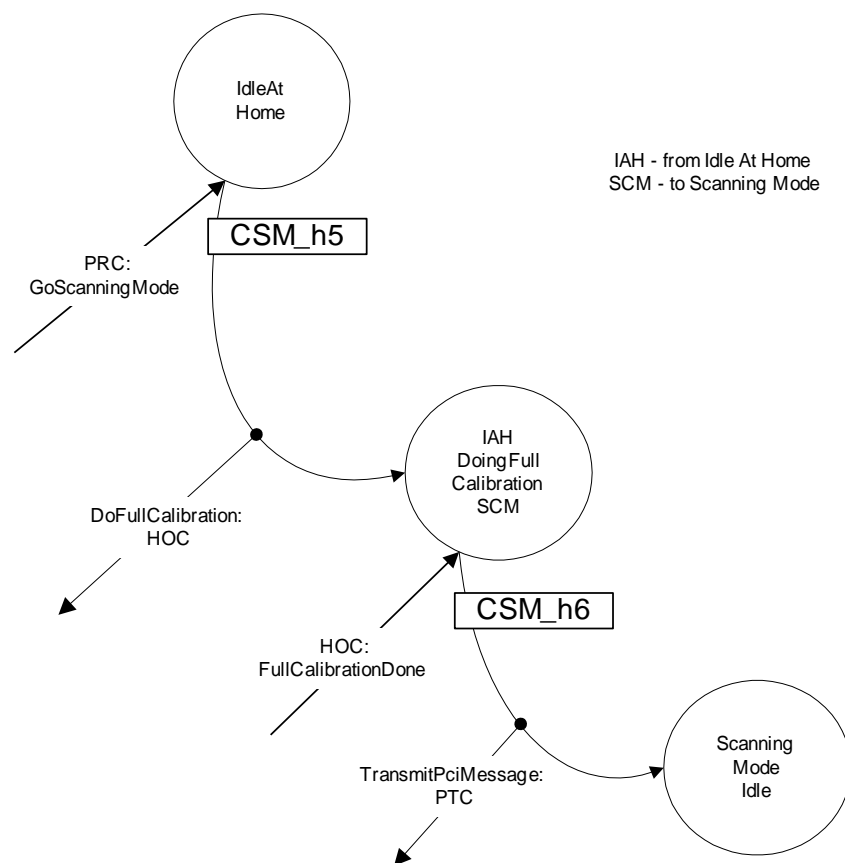 IdleAt
Home
IAH - from Idle At Home
SCM - to Scanning Mode
CSM_h5
PRC:
GoScanningMode
IAH
DoingFull
Calibration
SCM
DoFullCalibration:
HOC
CSM_h6
HOC:
FullCalibrationDone
Scanning
Mode
Idle
TransmitPciMessage:
PTC